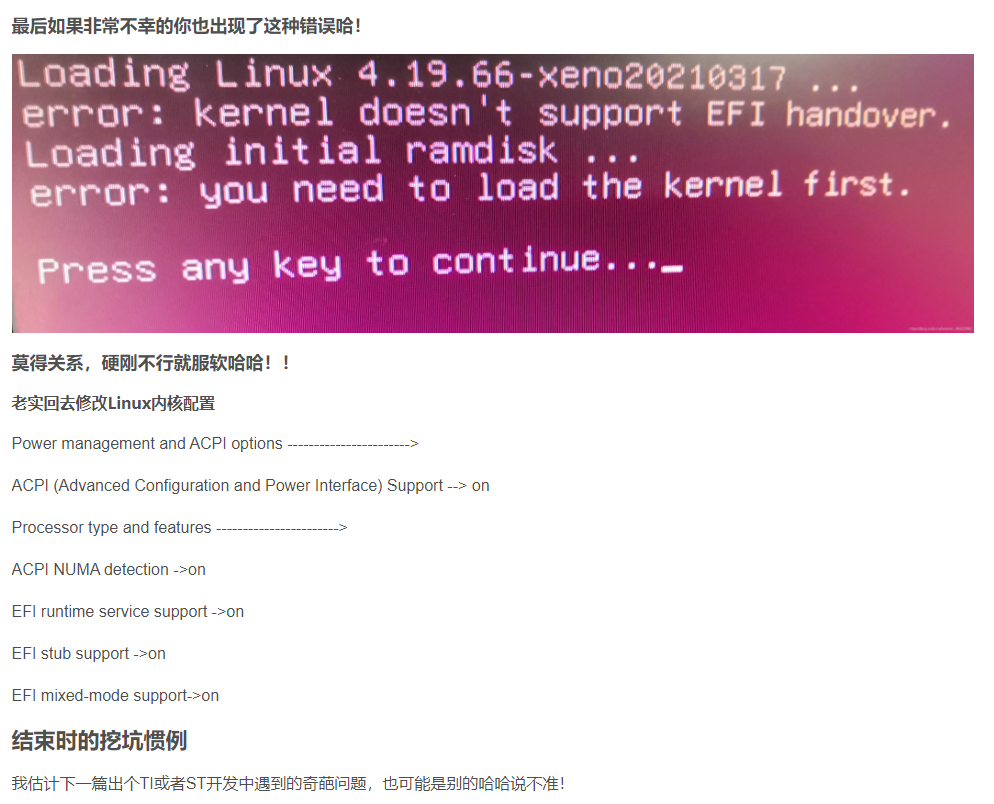 最后如果非常不幸的你也出现了这种错误哈！
Loading Linux 4.19.66-xeno20210317 ...
error: kernel doesn't support EFI handover.
Loading initial ramdisk ...
error: you need to load the kernel first.
Press any key to continue..._
莫得关系，硬刚不行就服软哈哈！！
老实回去修改Linux内核配置
Power management and ACPI options ----------------------->
ACPI (Advanced Configuration and Power Interface) Support --> on
Processor type and features ----------------------->
ACPI NUMA detection ->on
EFI runtime service support ->on
EFI stub support ->on
EFI mixed-mode support->on
结束时的挖坑惯例
我估计下一篇出个TI或者ST开发中遇到的奇葩问题，也可能是别的哈哈说不准！